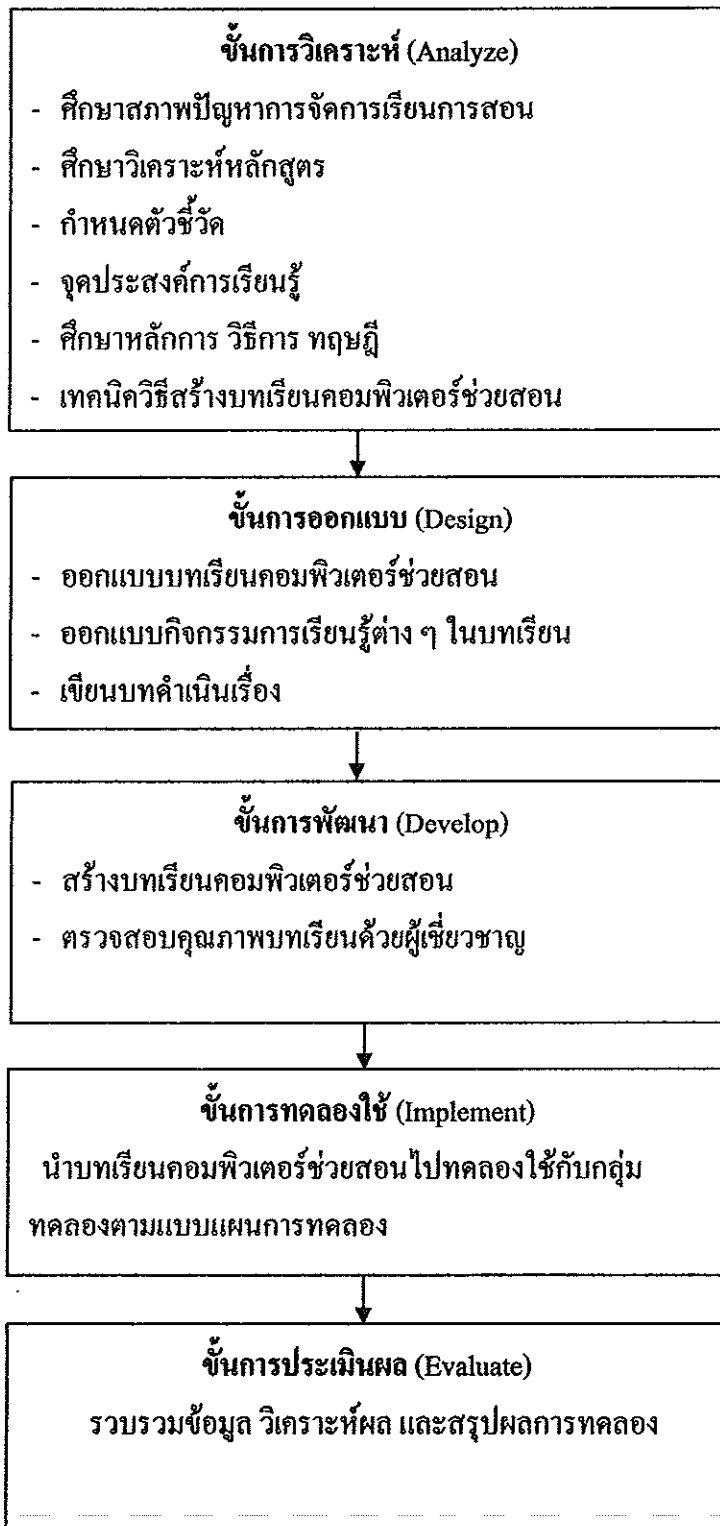 ขั้นการวิเคราะห์ (Analyze)
- ศึกษาสภาพปัญหาการจัดการเรียนการสอน
- ศึกษาวิเคราะห์หลักสูตร
- กำหนดตัวชี้วัด
- จุดประสงค์การเรียนรู้
- ศึกษาหลักการ วิธีการ ทฤษฎี
- เทคนิควิธีสร้างบทเรียนคอมพิวเตอร์ช่วยสอน
ขั้นการออกแบบ (Design)
- ออกแบบบทเรียนคอมพิวเตอร์ช่วยสอน
- ออกแบบกิจกรรมการเรียนรู้ต่าง ๆ ในบทเรียน
- เขียนบทดำเนินเรื่อง
ขั้นการพัฒนา (Develop)
- สร้างบทเรียนคอมพิวเตอร์ช่วยสอน
- ตรวจสอบคุณภาพบทเรียนด้วยผู้เชี่ยวชาญ
ขั้นการทดลองใช้ (Implement)
นำบทเรียนคอมพิวเตอร์ช่วยสอนไปทดลองใช้กับกลุ่ม
ทดลองตามแบบแผนการทดลอง
ขั้นการประเมินผล (Evaluate)
รวบรวมข้อมูล วิเคราะห์ผล และสรุปผลการทดลอง